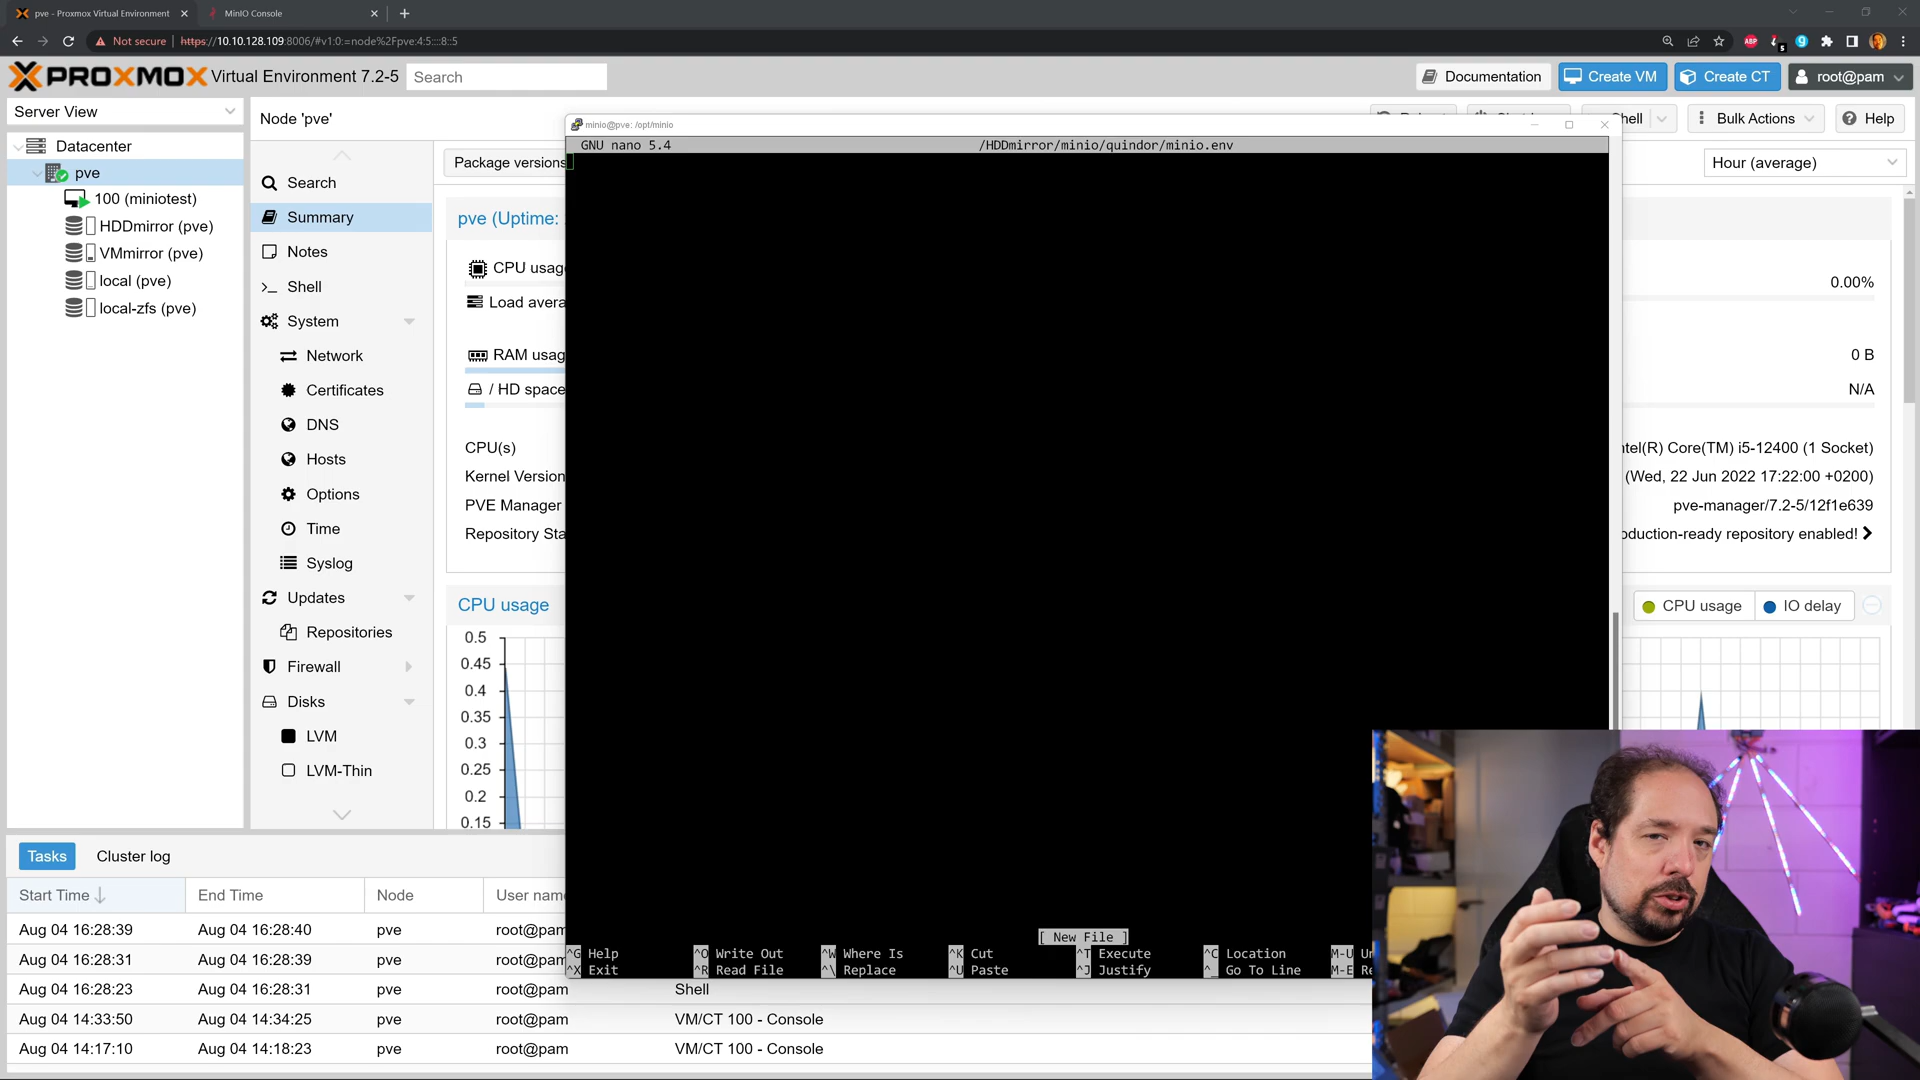 pve - Proxmox Virtual Environment
MinIO Console
Not secure
https://10.10.128.109:8006/#v1:0:=node%2Fpve:4:5::::8::5
ABP
PROXMOX
Virtual Environment 7.2-5
Search
Documentation
Create VM
Create CT
root@pam
Server View
Datacenter
pve
100 (miniotest)
HDDmirror (pve)
VMmirror (pve)
local (pve)
local-zfs (pve)
Node 'pve'
Bulk Actions
Help
Search
Summary
Notes
Shell
System
Network
Certificates
DNS
Hosts
Options
Time
Syslog
Updates
Repositories
Firewall
Disks
LVM
LVM-Thin
Package versions
Hour (average)
pve (Uptime:
CPU usag
Load avera
RAM usag
/ HD space
CPU(s)
Kernel Version
PVE Manager
Repository Sta
0.00%
0 B
N/A
tel(R) Core(TM) i5-12400 (1 Socket)
(Wed, 22 Jun 2022 17:22:00 +0200)
pve-manager/7.2-5/12f1e639
oduction-ready repository enabled!
CPU usage
CPU usage
IO delay
0.5
0.45
0.4
0.35
0.3
0.25
0.2
0.15
minio@pve: /opt/minio
GNU nano 5.4
/HDDmirror/minio/quindor/minio.env
[ New File ]
^G Help
^O Write Out
^W Where Is
^K Cut
^T Execute
^C Location
M-U Un
^X Exit
^R Read File
^\ Replace
^U Paste
^J Justify
^_ Go To Line
M-E Re
Tasks
Cluster log
Start Time
End Time
Node
User nam
Aug 04 16:28:39
Aug 04 16:28:40
pve
root@pam
Aug 04 16:28:31
Aug 04 16:28:39
pve
root@pam
Aug 04 16:28:23
Aug 04 16:28:31
pve
root@pam
Shell
Aug 04 14:33:50
Aug 04 14:34:25
pve
root@pam
VM/CT 100 - Console
Aug 04 14:17:10
Aug 04 14:18:23
pve
root@pam
VM/CT 100 - Console